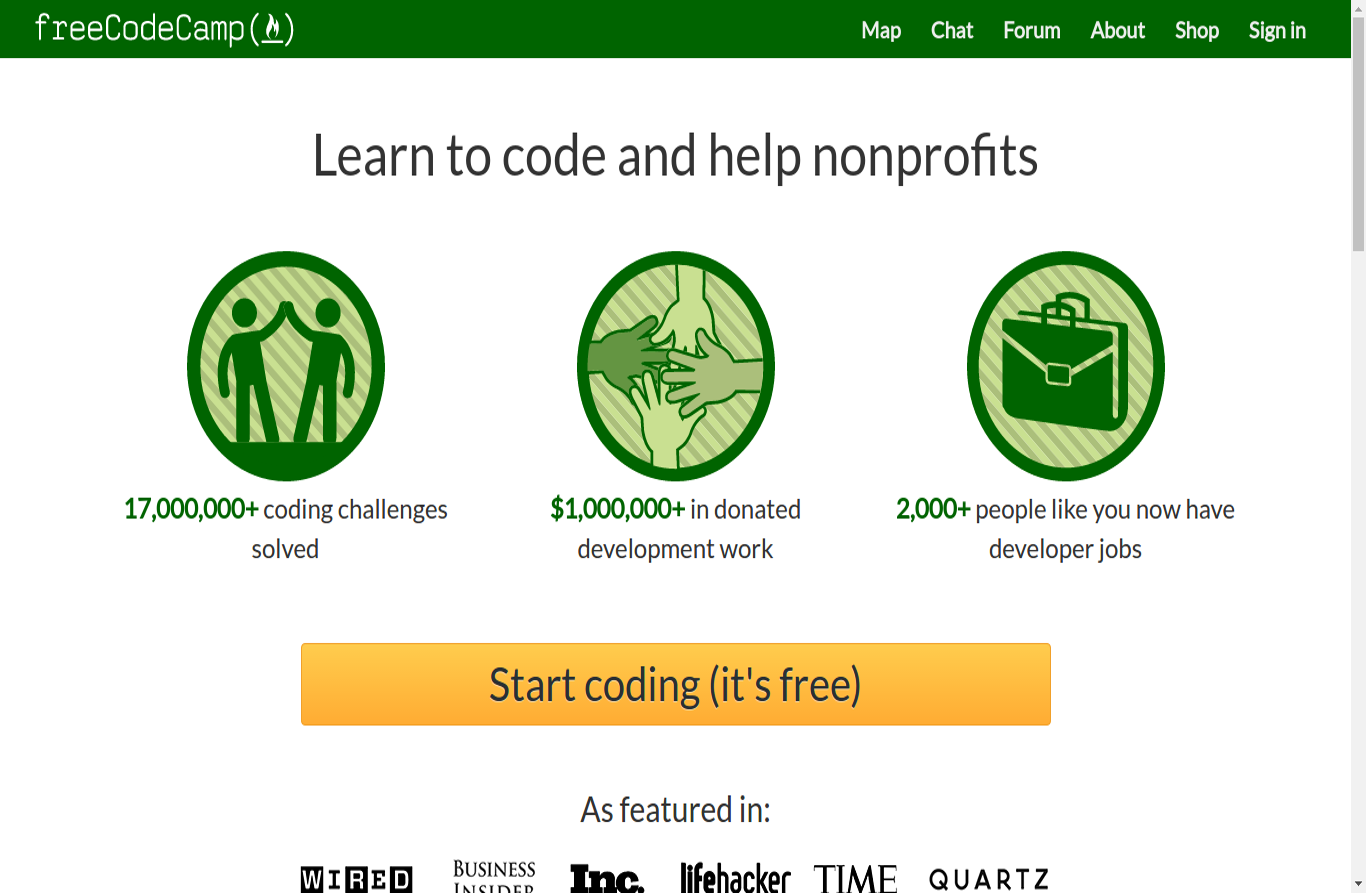 freeCodeCamp
Map Chat Forum About Shop Sign in
Learn to code and help nonprofits
17,000,000+ coding challenges
solved
$1,000,000+ in donated
development work
2,000+ people like you now have
developer jobs
Start coding (it's free)
As featured in:
WIRED
BUSINESS
INSIDER
Inc.
lifehacker
TIME
QUARTZ